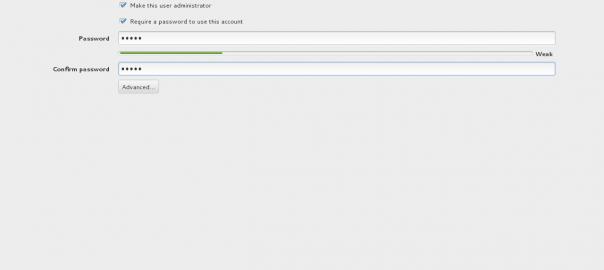 Make this user administrator
Require a password to use this account
Password •••••
Weak
Confirm password •••••
Advanced...